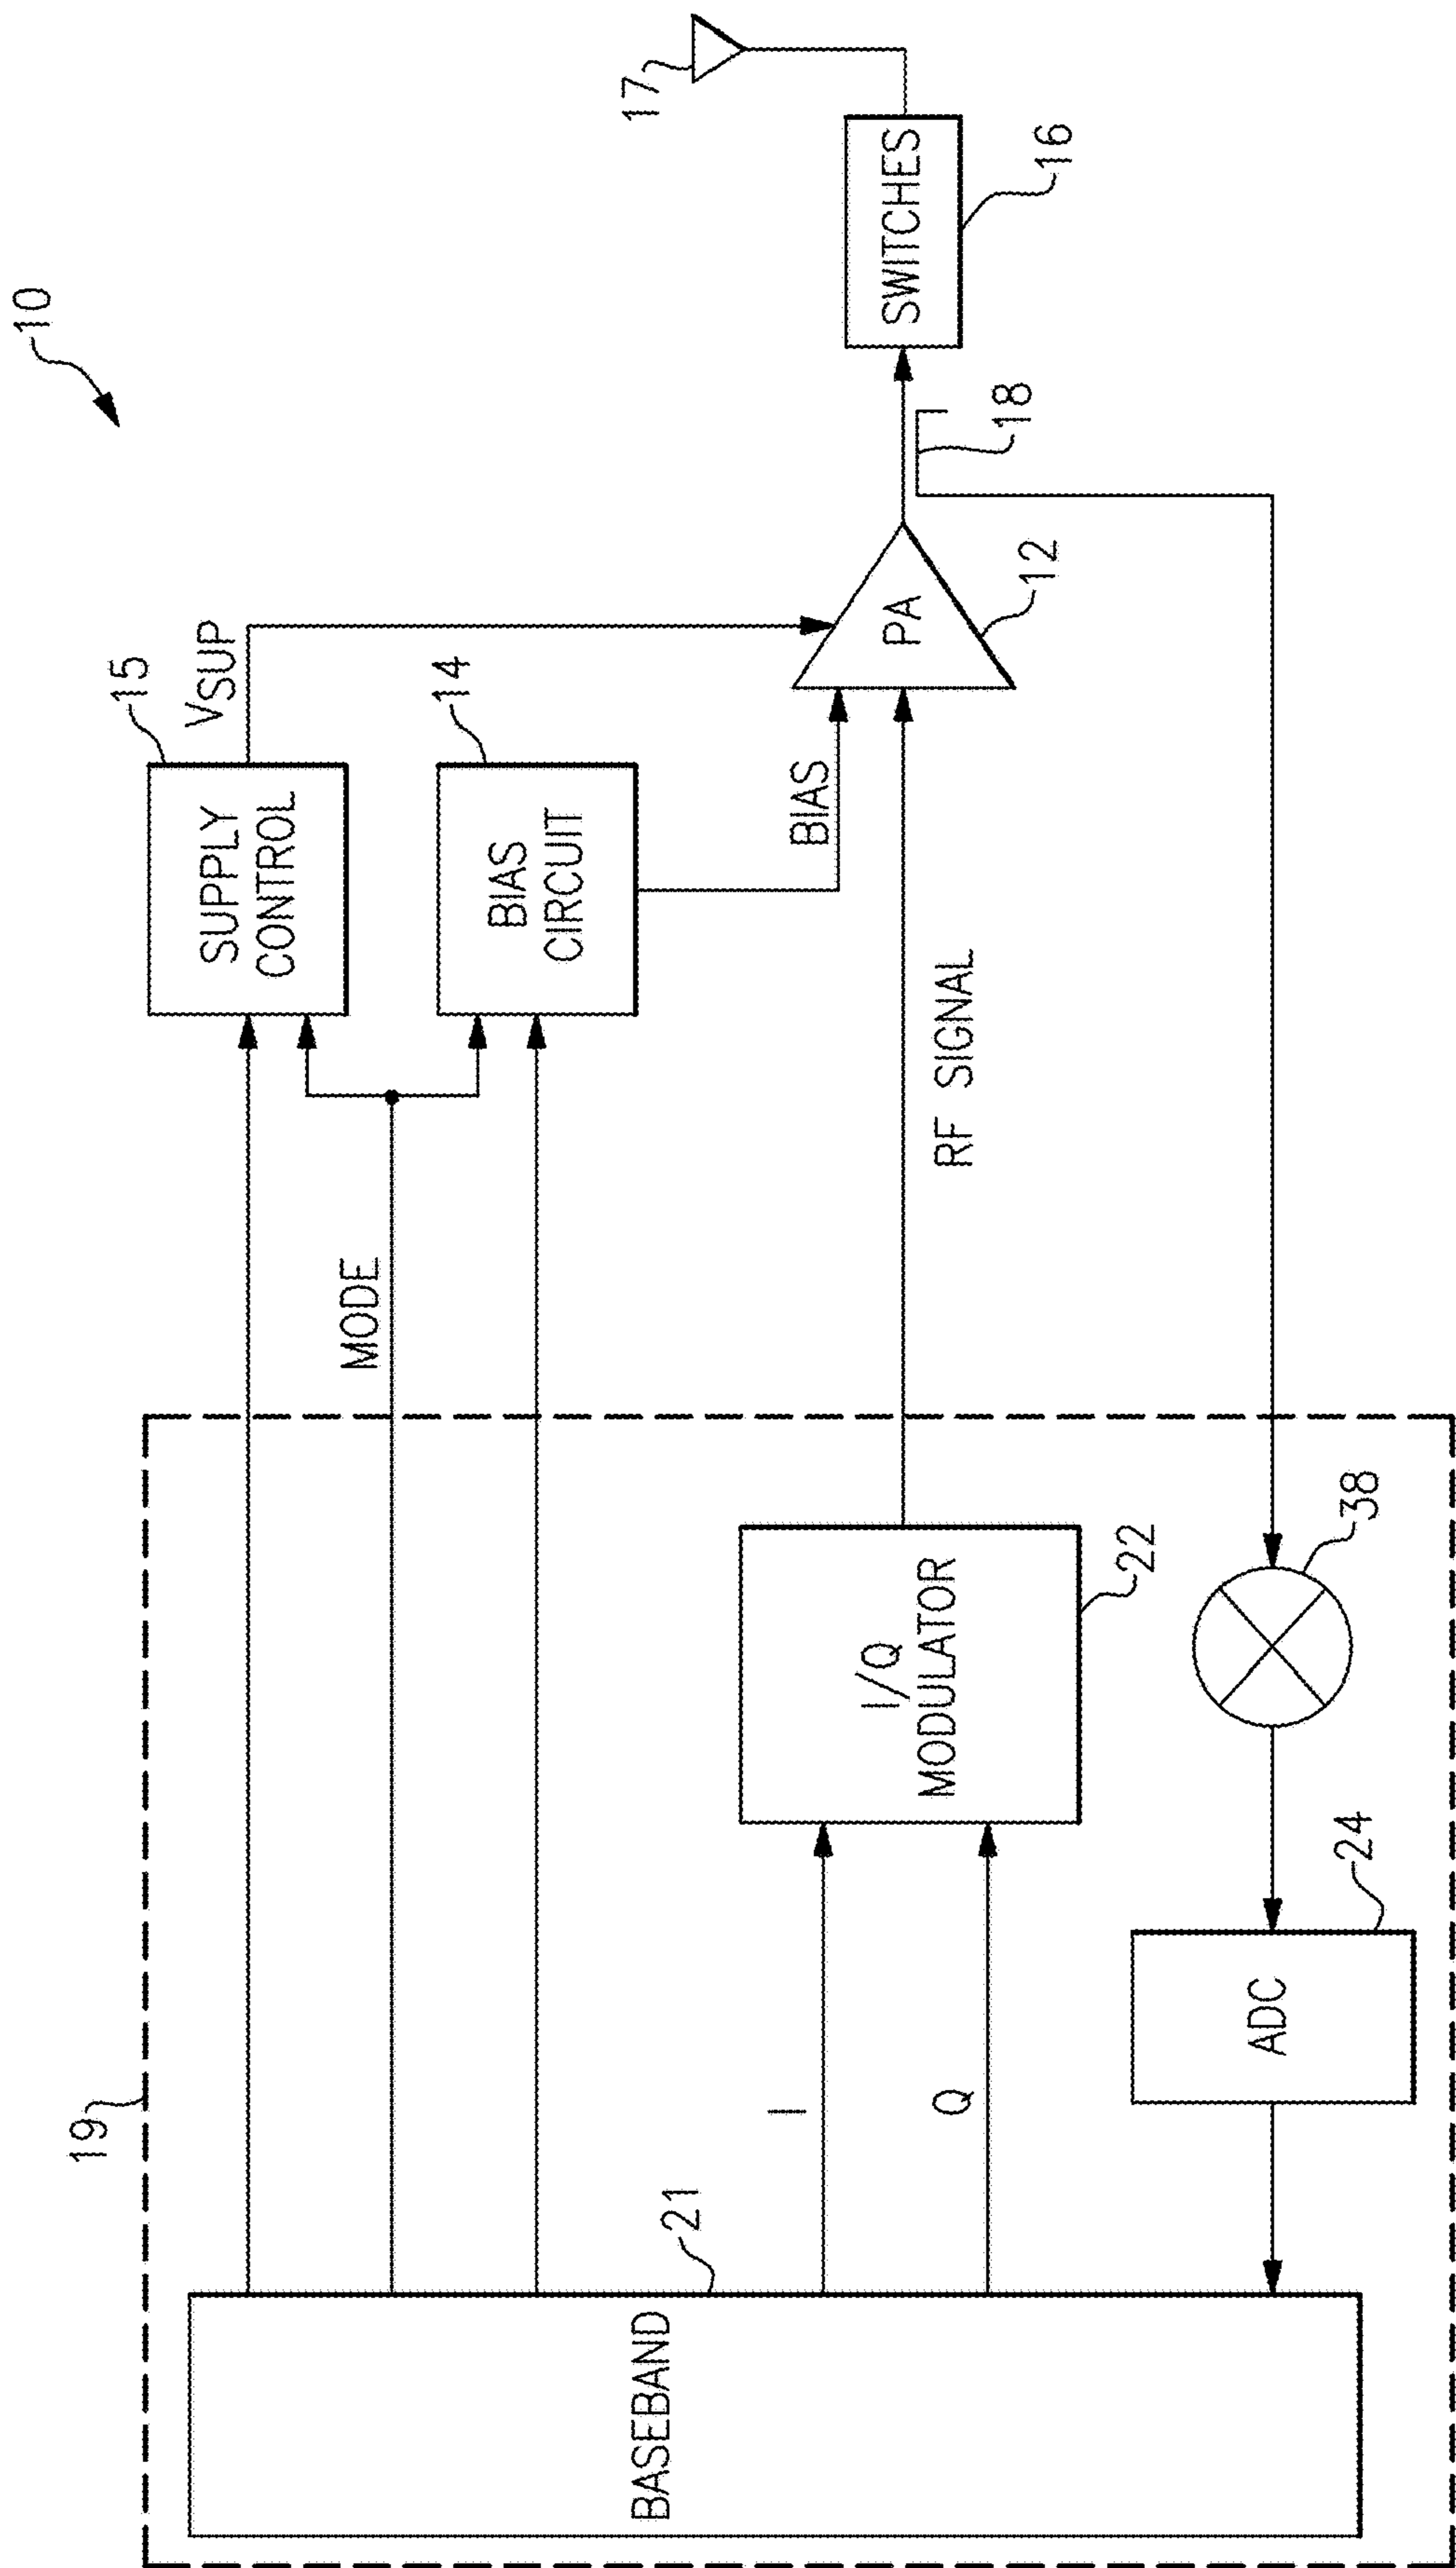 10
19
15
SUPPLY
CONTROL
VSUP
MODE
14
BIAS
CIRCUIT
BIAS
17
BASEBAND
21
I
Q
I/Q
MODULATOR
22
RF SIGNAL
PA
12
18
SWITCHES
16
ADC
24
38